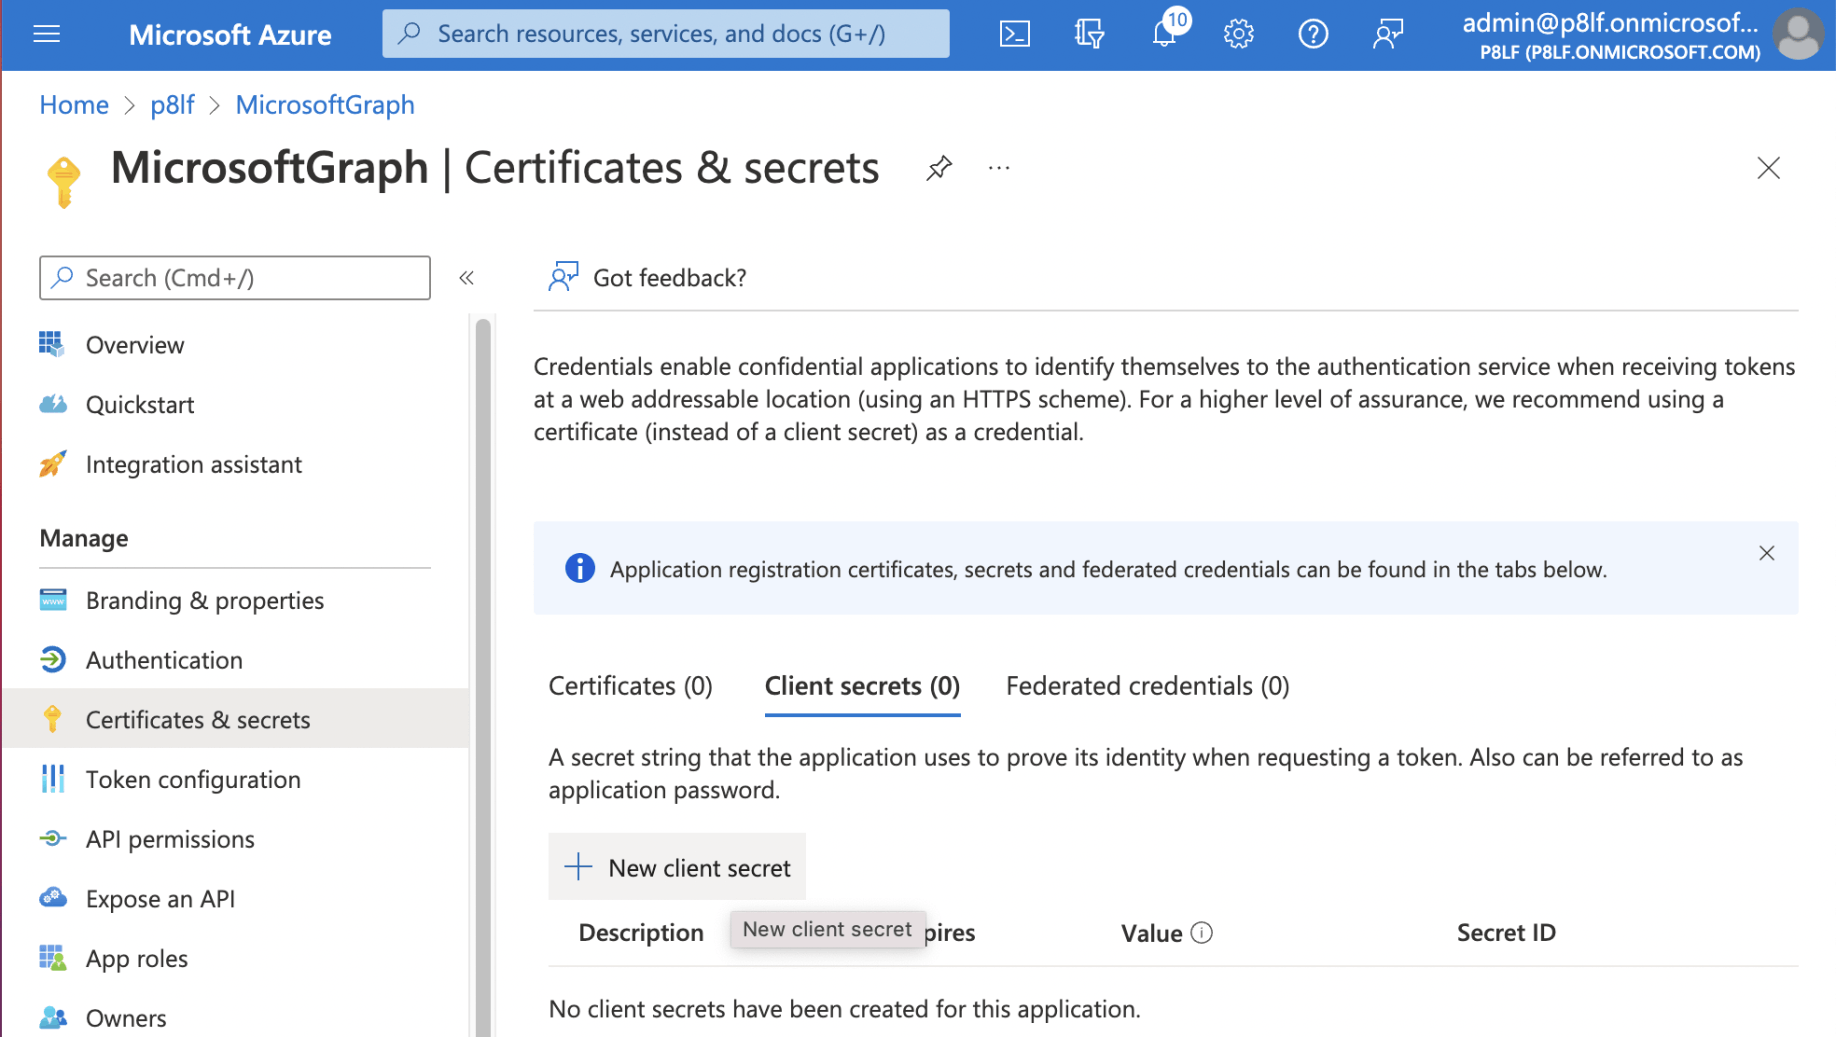 Microsoft Azure
Search resources, services, and docs (G+/)
10
admin@p8lf.onmicrosof...
P8LF (P8LF.ONMICROSOFT.COM)
Home > p8lf > MicrosoftGraph
MicrosoftGraph | Certificates & secrets
...
Search (Cmd+/)
«
Got feedback?
Overview
Quickstart
Integration assistant
Manage
Branding & properties
Authentication
Certificates & secrets
Token configuration
API permissions
Expose an API
App roles
Owners
Credentials enable confidential applications to identify themselves to the authentication service when receiving tokens
at a web addressable location (using an HTTPS scheme). For a higher level of assurance, we recommend using a
certificate (instead of a client secret) as a credential.
Application registration certificates, secrets and federated credentials can be found in the tabs below.
Certificates (0) Client secrets (0) Federated credentials (0)
A secret string that the application uses to prove its identity when requesting a token. Also can be referred to as
application password.
New client secret
Description New client secret pires Value Secret ID
No client secrets have been created for this application.